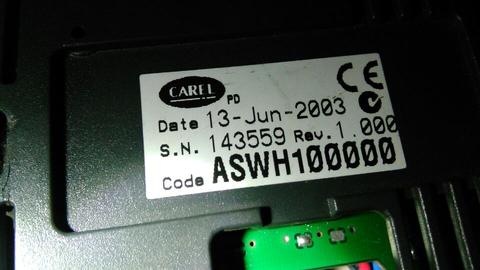 CAREL
PD
CE
Date 13-Jun-2003
S.N. 143559 Rev.1.000
Code ASWH100000